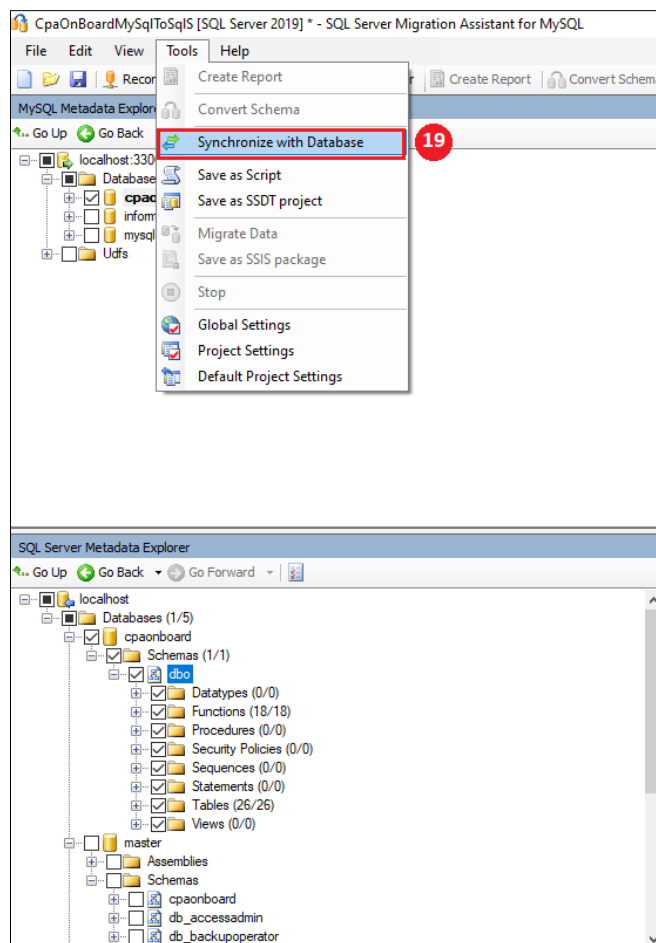 CpaOnBoardMySqlToSqlS [SQL Server 2019] * - SQL Server Migration Assistant for MySQL
File Edit View Tools Help
Create Report Convert
MySQL Metadata
Go Up Go Back
localhost:330
Database
inform
mysql
Udfs
Create Report
Convert Schema
Synchronize with Database
19
Save as Script
Save as SSDT project
Migrate Data
Save as SSIS package
Stop
Global Settings
Project Settings
Default Project Settings
SQL Server Metadata Explorer
Go Up Go Back Go Forward
localhost
Databases (1/5)
cpaonboard
Schemas (1/1)
dbo
Datatypes (0/0)
Functions (18/18)
Procedures (0/0)
Security Policies (0/0)
Sequences (0/0)
Statements (0/0)
Tables (26/26)
Views (0/0)
master
Assemblies
Schemas
cpaonboard
db_accessadmin
db_backupoperator